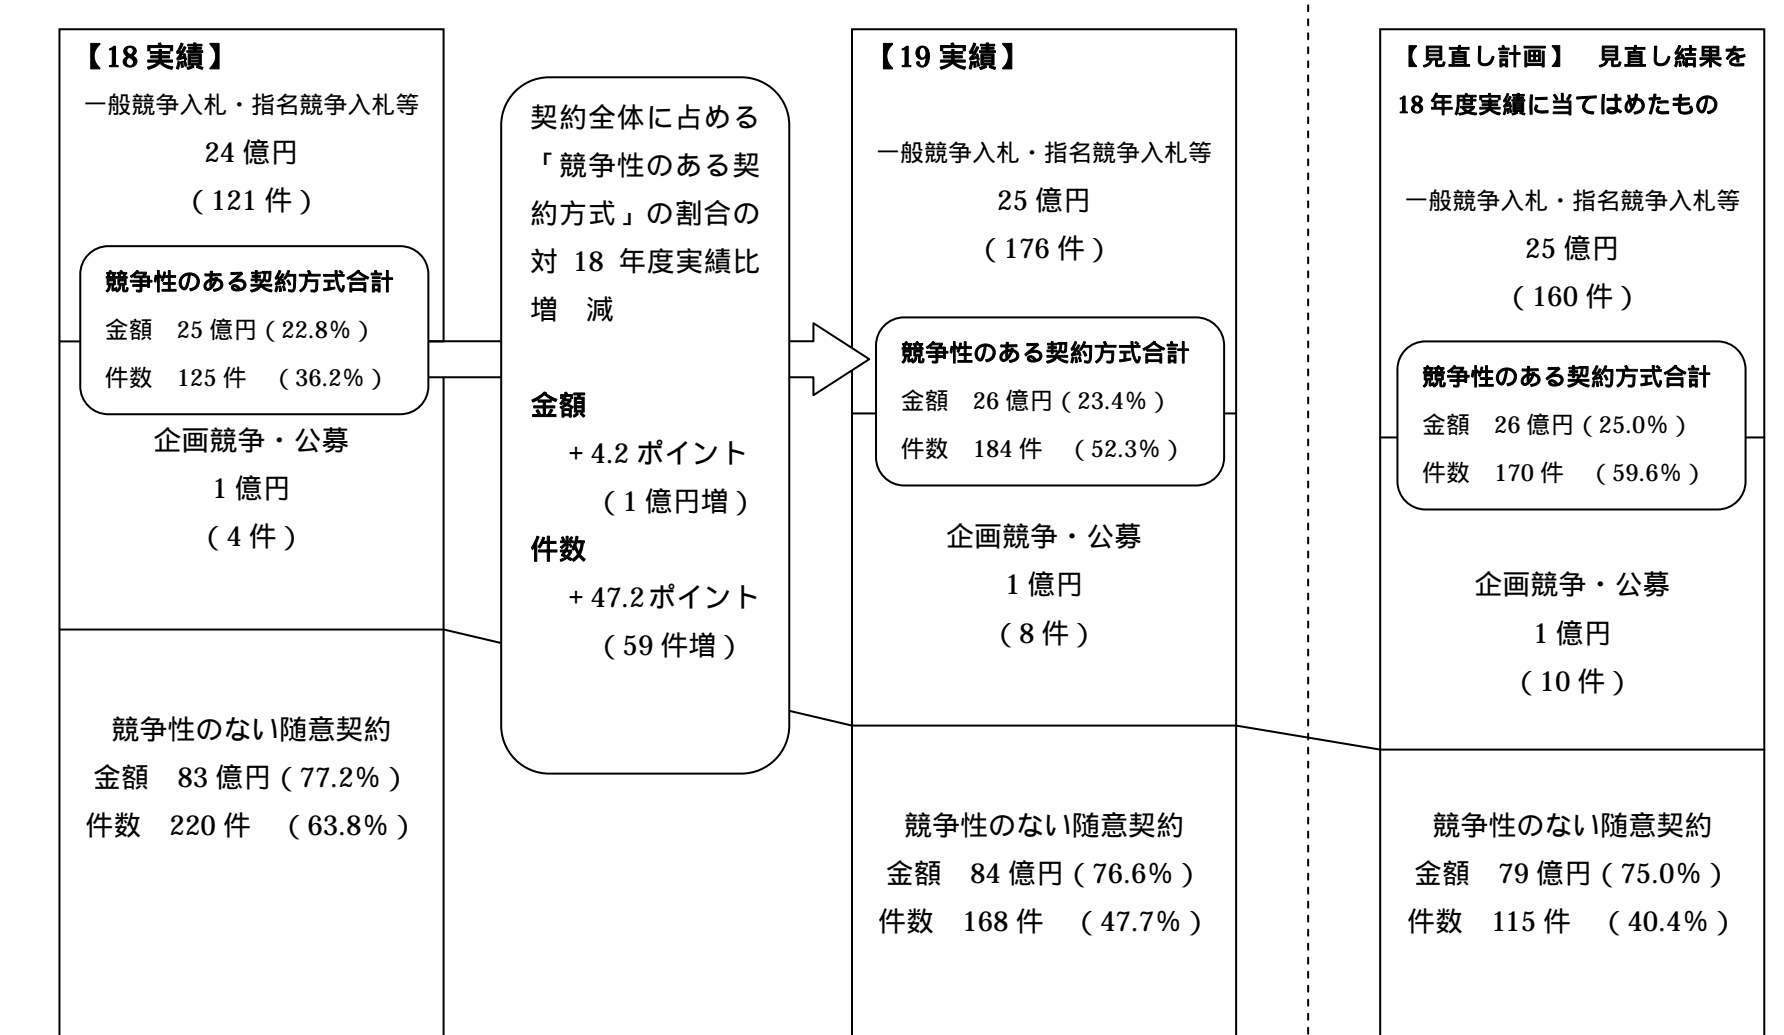 【18 実績】
一般競争入札・指名競争入札等
24 億円
（121 件）
競争性のある契約方式合計
金額　25 億円（22.8%）
件数　125 件　（36.2%）
企画競争・公募
1 億円
（4 件）
競争性のない随意契約
金額　83 億円（77.2%）
件数　220 件　（63.8%）
契約全体に占める
「競争性のある契
約方式」の割合の
対 18 年度実績比
増　減
金額
+ 4.2 ポイント
（1 億円増）
件数
+ 47.2 ポイント
（59 件増）
【19 実績】
一般競争入札・指名競争入札等
25 億円
（176 件）
競争性のある契約方式合計
金額　26 億円（23.4%）
件数　184 件　（52.3%）
企画競争・公募
1 億円
（8 件）
競争性のない随意契約
金額　84 億円（76.6%）
件数　168 件　（47.7%）
【見直し計画】　見直し結果を
18 年度実績に当てはめたもの
一般競争入札・指名競争入札等
25 億円
（160 件）
競争性のある契約方式合計
金額　26 億円（25.0%）
件数　170 件　（59.6%）
企画競争・公募
1 億円
（10 件）
競争性のない随意契約
金額　79 億円（75.0%）
件数　115 件　（40.4%）